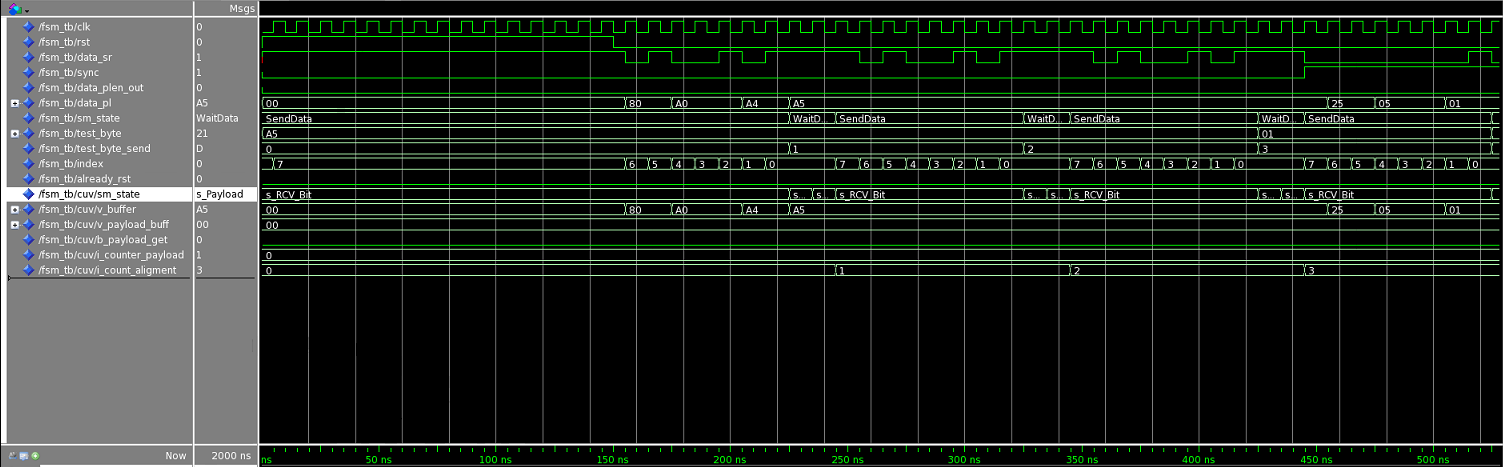 Msgs
/fsm_tb/clk 0
/fsm_tb/rst 0
/fsm_tb/data_sr 1
/fsm_tb/sync 1
/fsm_tb/data_plen_out 0
/fsm_tb/data_pl A5 00 80 A0 A4 A5 25 05 01
/fsm_tb/sm_state WaitData SendData WaitD... SendData WaitD... SendData WaitD... SendData
/fsm_tb/test_byte 21 A5 01
/fsm_tb/test_byte_send D 0 1 2 3
/fsm_tb/index 0 7 6 5 4 3 2 1 0 7 6 5 4 3 2 1 0 7 6 5 4 3 2 1 0 7 6 5 4 3 2 1 0
/fsm_tb/already_rst 0
/fsm_tb/cuv/sm_state s_Payload s_RCV_Bit s... s... s_RCV_Bit s... s... s_RCV_Bit s... s... s_RCV_Bit
/fsm_tb/cuv/v_buffer A5 00 80 A0 A4 A5 25 05 01
/fsm_tb/cuv/v_payload_buff 00 00
/fsm_tb/cuv/b_payload_get 0
/fsm_tb/cuv/i_counter_payload 1 0
/fsm_tb/cuv/i_count_aligment 3 0 1 2 3
Now 2000 ns ns 50 ns 100 ns 150 ns 200 ns 250 ns 300 ns 350 ns 400 ns 450 ns 500 ns